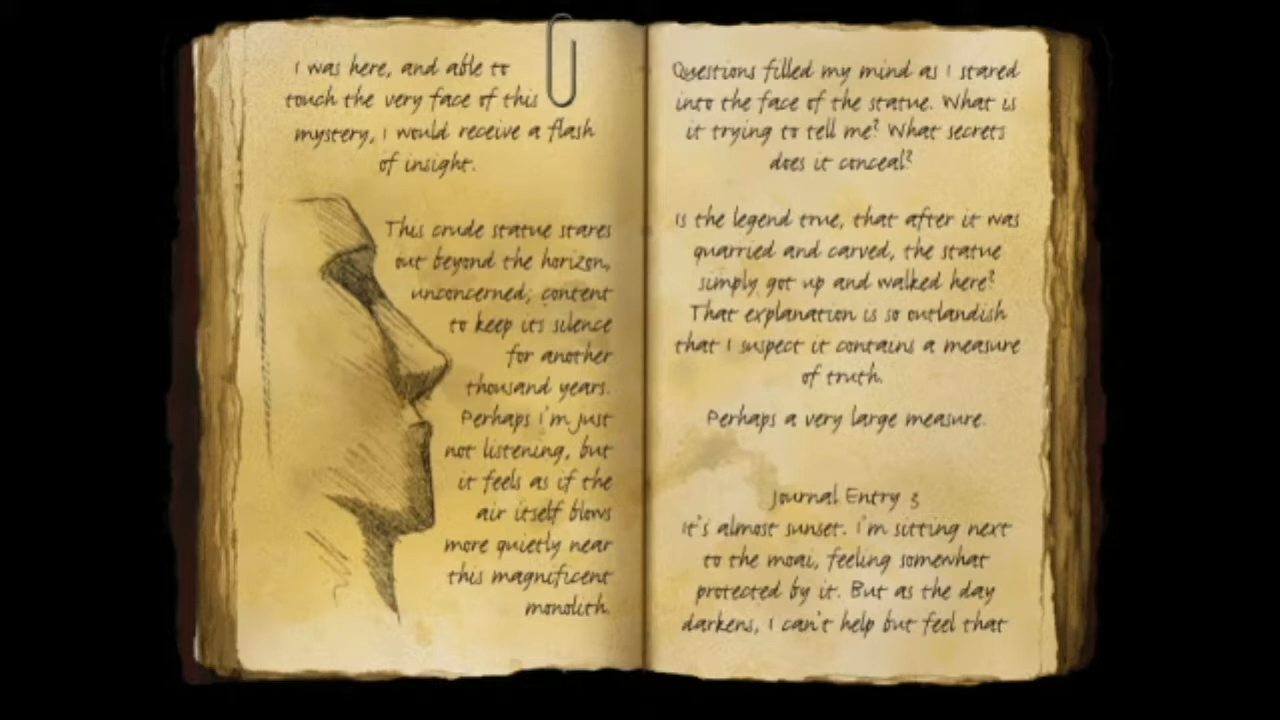 I was here, and able to
touch the very face of this
mystery, I would receive a flash
of insight.
This crude statue stares
out beyond the horizon,
unconcerned, content
to keep its silence
for another
thousand years.
Perhaps I'm just
not listening, but
it feels as if the
air itself blows
more quietly near
this magnificent
monolith.
Questions filled my mind as I stared
into the face of the statue. What is
it trying to tell me? What secrets
does it conceal?
Is the legend true, that after it was
quarried and carved, the statue
simply got up and walked here?
That explanation is so outlandish
that I suspect it contains a measure
of truth.
Perhaps a very large measure.
Journal Entry 3
It's almost sunset. I'm sitting next
to the moai, feeling somewhat
protected by it. But as the day
darkens, I can't help but feel that